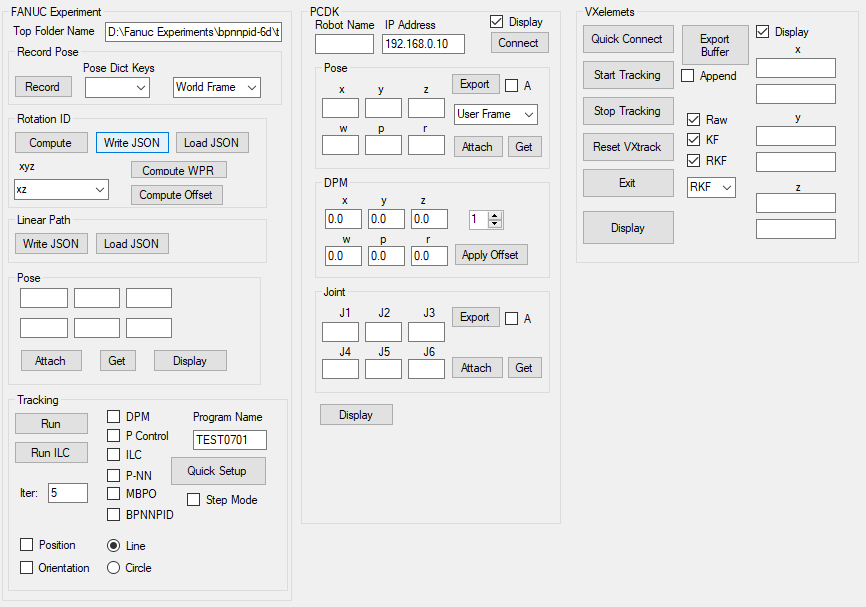 FANUC Experiment
Top Folder Name D:\Fanuc Experiments\bpnnpid-6d\t
Record Pose
Pose Dict Keys
Record World Frame
Rotation ID
Compute Write JSON Load JSON
xyz
Compute WPR
xz
Compute Offset
Linear Path
Write JSON Load JSON
Pose
Attach Get Display
Tracking
Run
Run ILC
Iter: 5
DPM
P Control
ILC
P-NN
MBPO
BPNNPID
Program Name
TEST0701
Quick Setup
Step Mode
Position Line
Orientation Circle
PCDK
Robot Name IP Address Display
192.168.0.10 Connect
Pose
Export A
x y z
User Frame
w p r
Attach Get
DPM
x y z
0.0 0.0 0.0 1
w p r
0.0 0.0 0.0 Apply Offset
Joint
J1 J2 J3 Export A
J4 J5 J6
Attach Get
Display
VXelemets
Quick Connect Export Buffer Display
x
Start Tracking Append
Stop Tracking Raw y
Reset VXtrack KF
RKF
Exit RKF z
Display